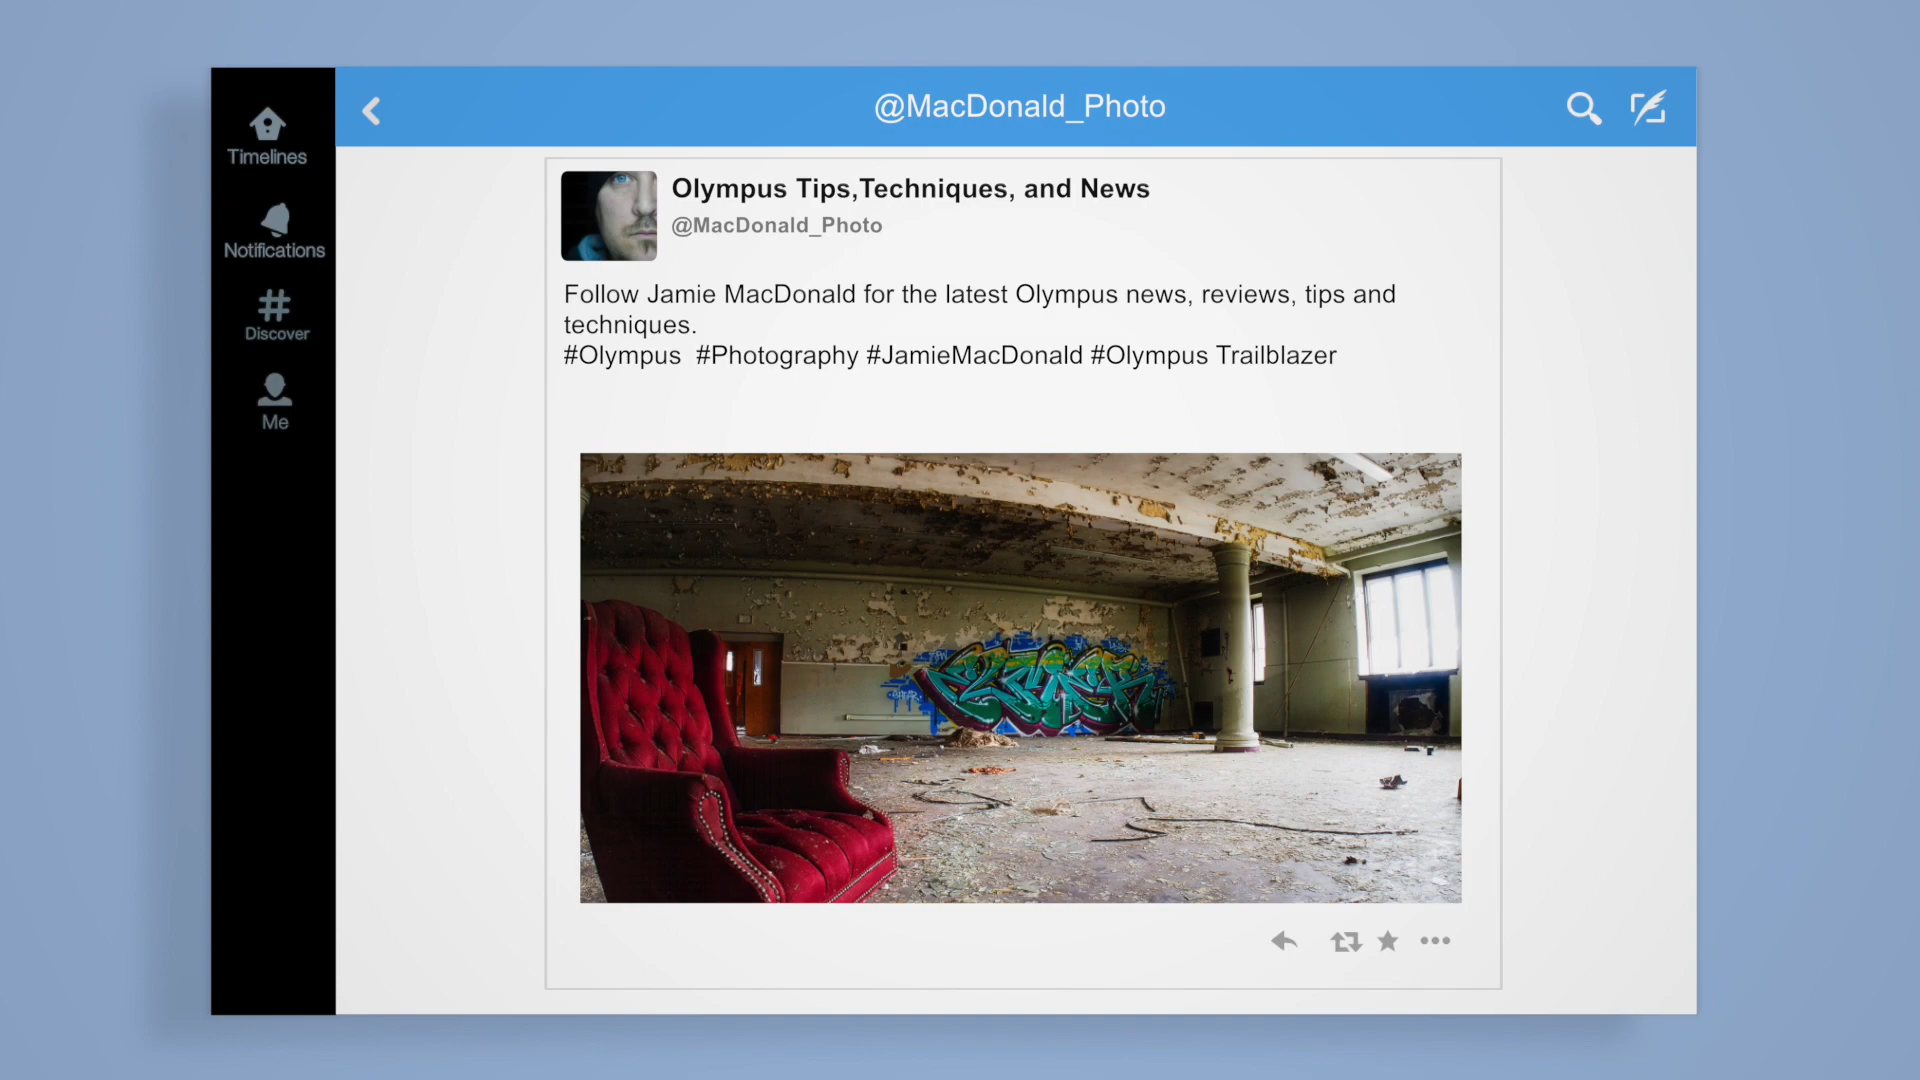 @MacDonald_Photo
Timelines
Notifications
Discover
Me
Olympus Tips,Techniques, and News
@MacDonald_Photo
Follow Jamie MacDonald for the latest Olympus news, reviews, tips and
techniques.
#Olympus  #Photography #JamieMacDonald #Olympus Trailblazer